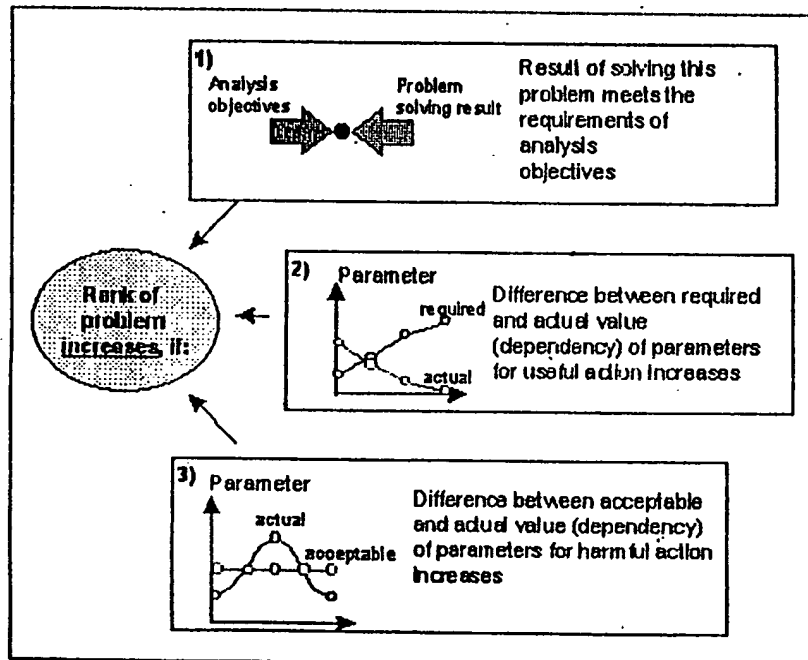 1)
Analysis
objectives
Problem
solving result
Result of solving this
problem meets the
requirements of
analysis
objectives
Rank of
problem
increases, if:
2)
Parameter
required
actual
Difference between required
and actual value
(dependency) of parameters
for useful action increases
3)
Parameter
actual
acceptable
Difference between acceptable
and actual value (dependency)
of parameters for harmful action
increases